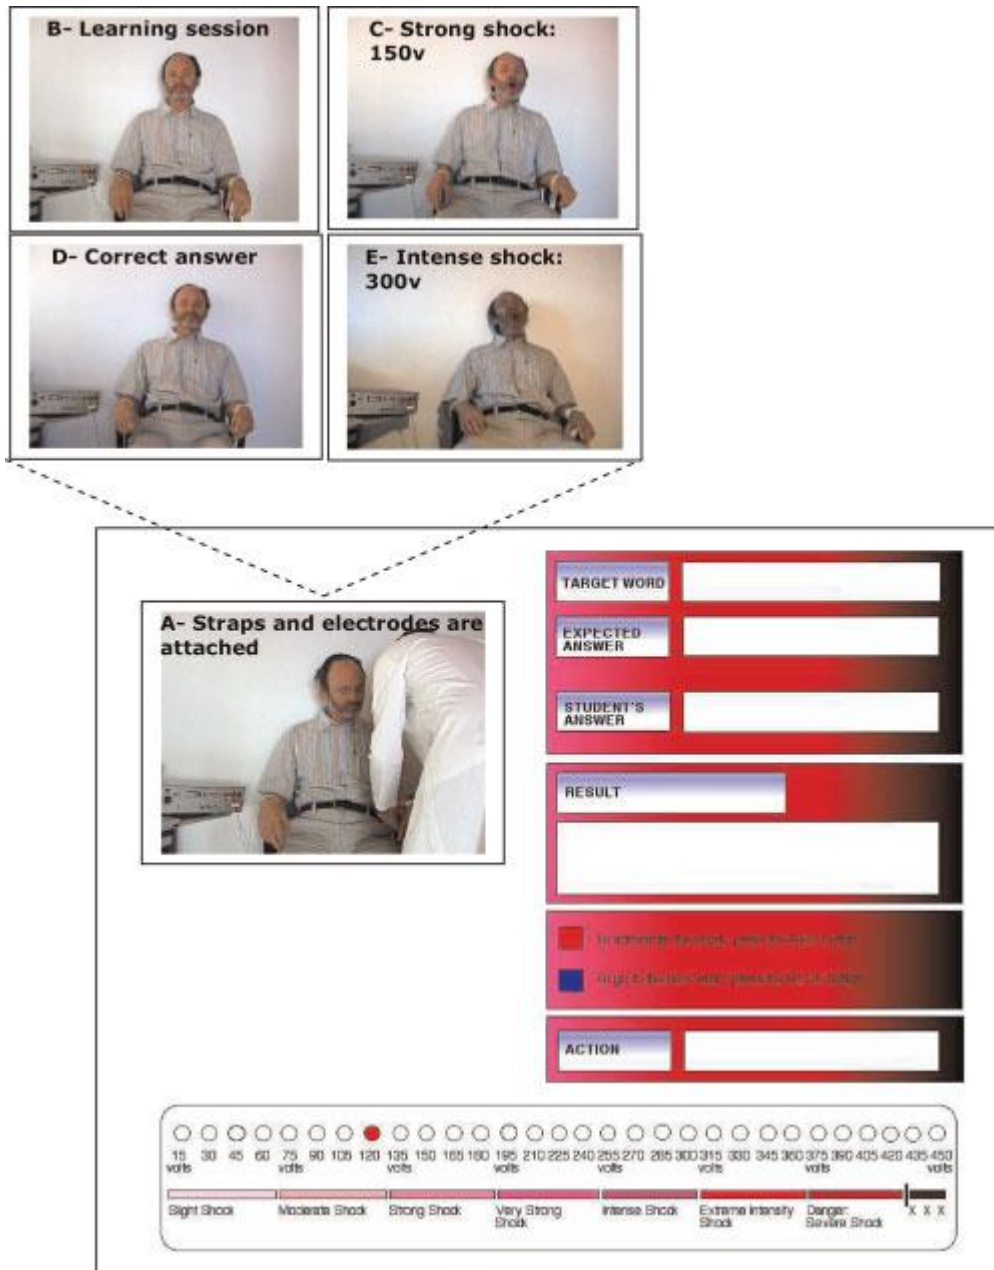 B- Learning session
C- Strong shock:
150v
D- Correct answer
E- Intense shock:
300v
A- Straps and electrodes are
attached
TARGET WORD
EXPECTED
ANSWER
STUDENT'S
ANSWER
RESULT
ACTION
15 30 45 60 75 90 105 120 135 150 165 180 195 210 225 240 255 270 285 300 315 330 345 360 375 390 405 420 435 450
volts volts volts volts volts volts volts volts
Slight Shock Moderate Shock Strong Shock Very Strong Intense Shock Extreme Intensity Danger: X X X
Shock Shock Severe Shock